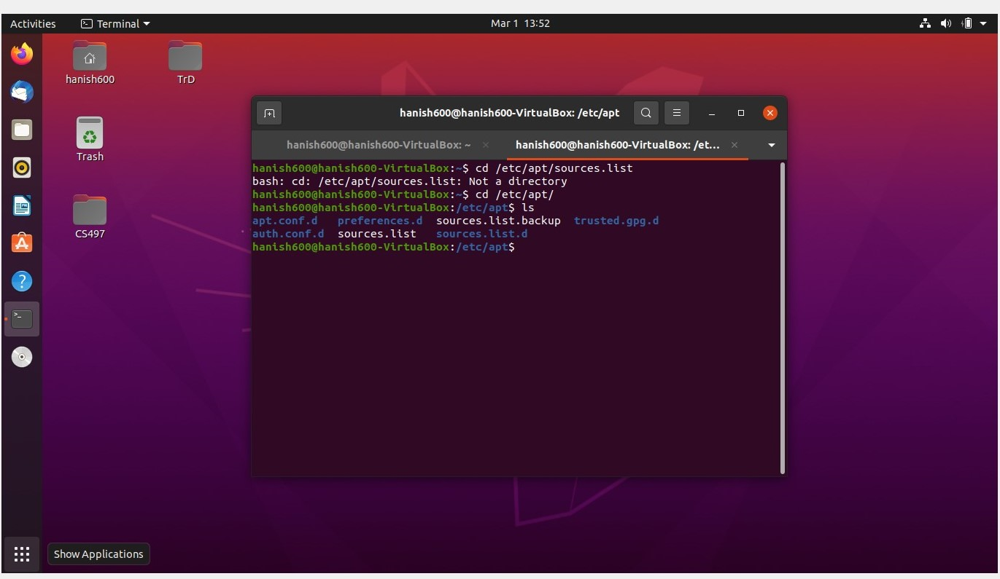 Activities Terminal Mar 1 13:52
hanish600 TrD
Trash
CS497
hanish600@hanish600-VirtualBox: /etc/apt
hanish600@hanish600-VirtualBox: ~ hanish600@hanish600-VirtualBox: /et...
hanish600@hanish600-VirtualBox:~$ cd /etc/apt/sources.list
bash: cd: /etc/apt/sources.list: Not a directory
hanish600@hanish600-VirtualBox:~$ cd /etc/apt/
hanish600@hanish600-VirtualBox:/etc/apt$ ls
apt.conf.d preferences.d sources.list.backup trusted.gpg.d
auth.conf.d sources.list sources.list.d
hanish600@hanish600-VirtualBox:/etc/apt$
Show Applications